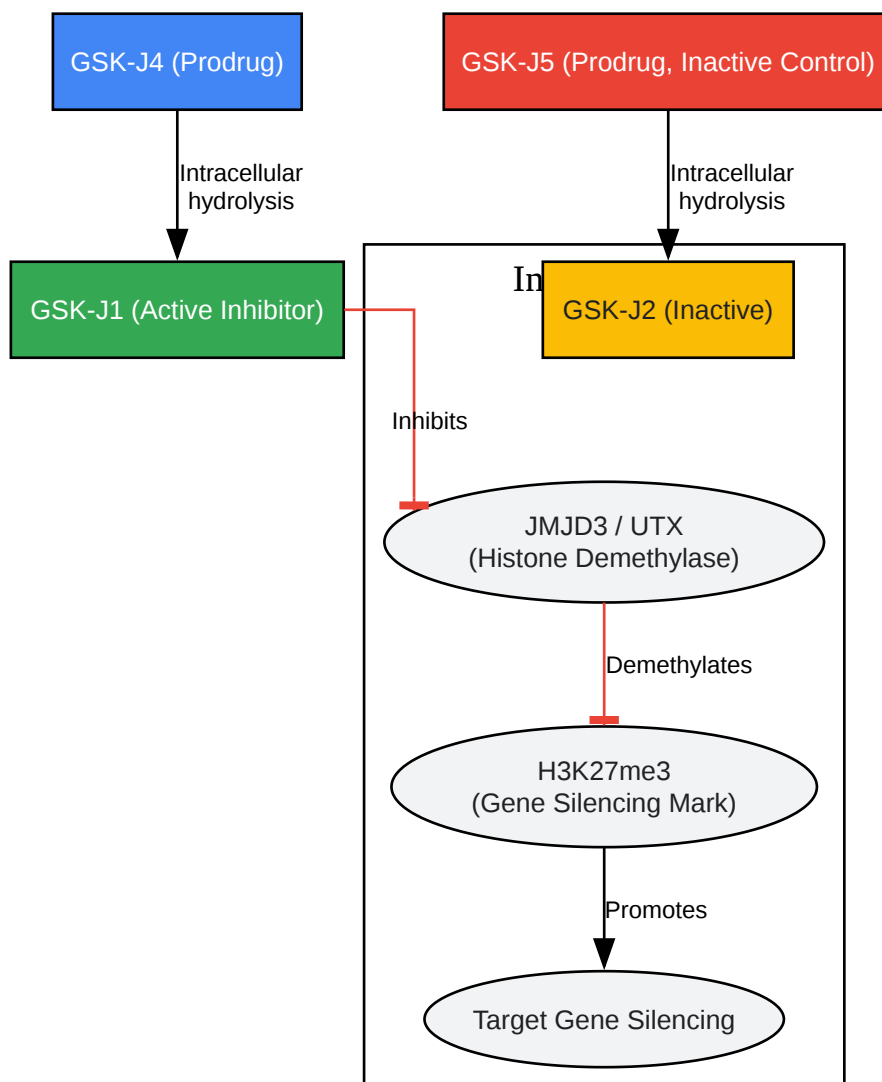 GSK-J4 (Prodrug)
GSK-J5 (Prodrug, Inactive Control)
Intracellular
hydrolysis
Intracellular
hydrolysis
GSK-J1 (Active Inhibitor)
GSK-J2 (Inactive)
Inhibits
JMJD3 / UTX
(Histone Demethylase)
Demethylates
H3K27me3
(Gene Silencing Mark)
Promotes
Target Gene Silencing